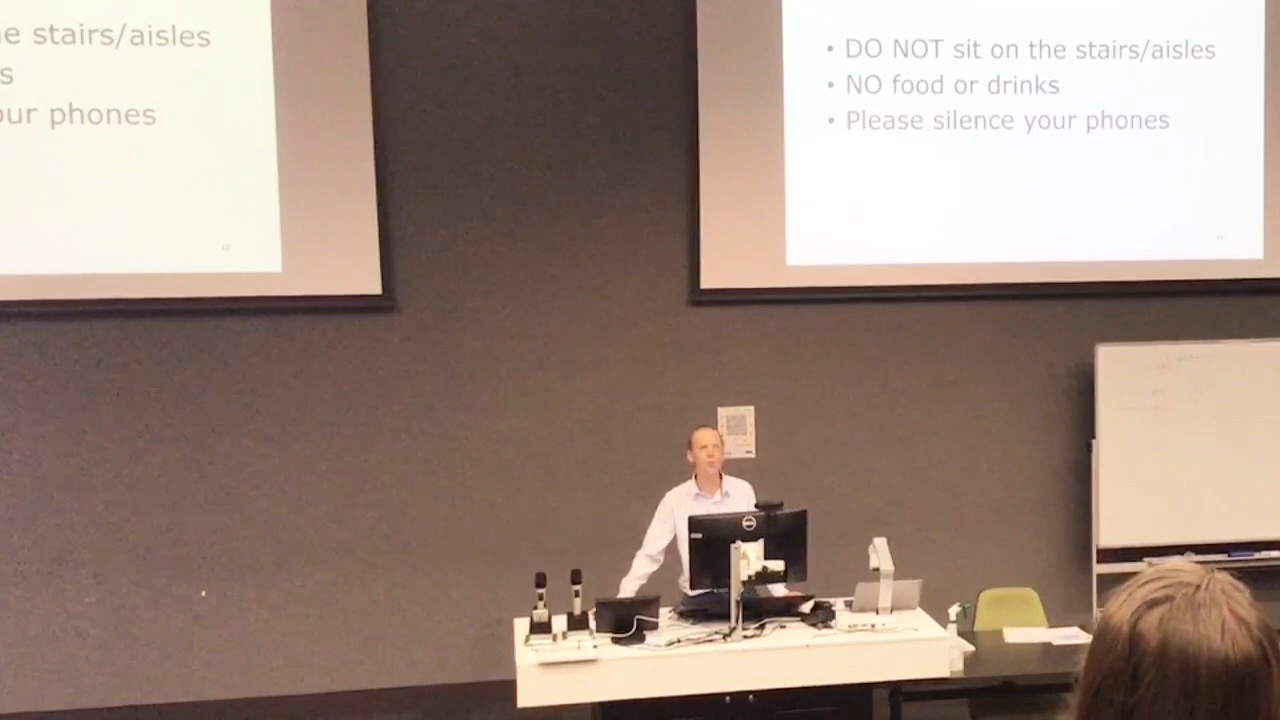 e stairs/aisles
s
our phones
• DO NOT sit on the stairs/aisles
• NO food or drinks
• Please silence your phones
DELL